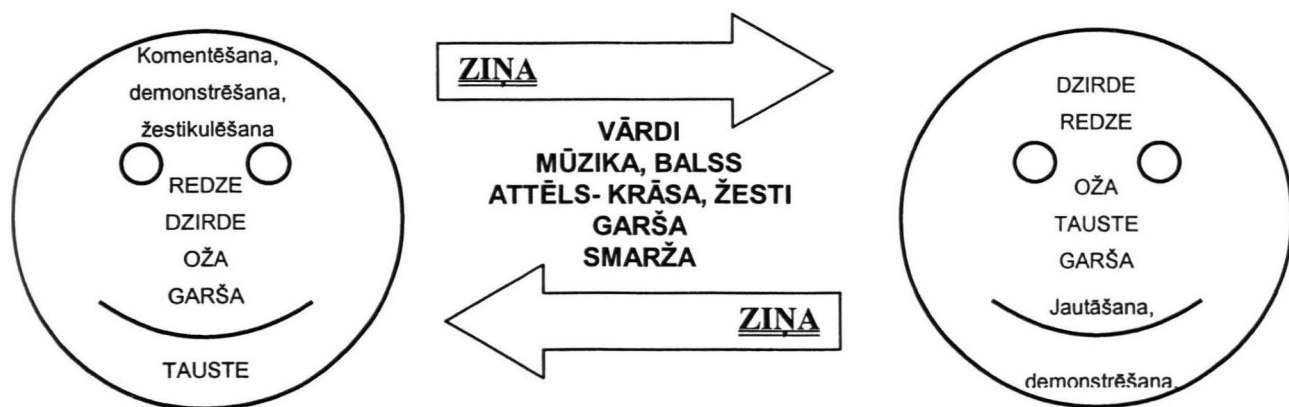 Komentēšana,
demonstrēšana,
žestikulēšana
REDZE
DZIRDE
OŽA
GARŠA
TAUSTE
ZIŅA
VĀRDI
MŪZIKA, BALSS
ATTĒLS- KRĀSA, ŽESTI
GARŠA
SMARŽA
ZIŅA
DZIRDE
REDZE
OŽA
TAUSTE
GARŠA
Jautāšana,
demonstrēšana,